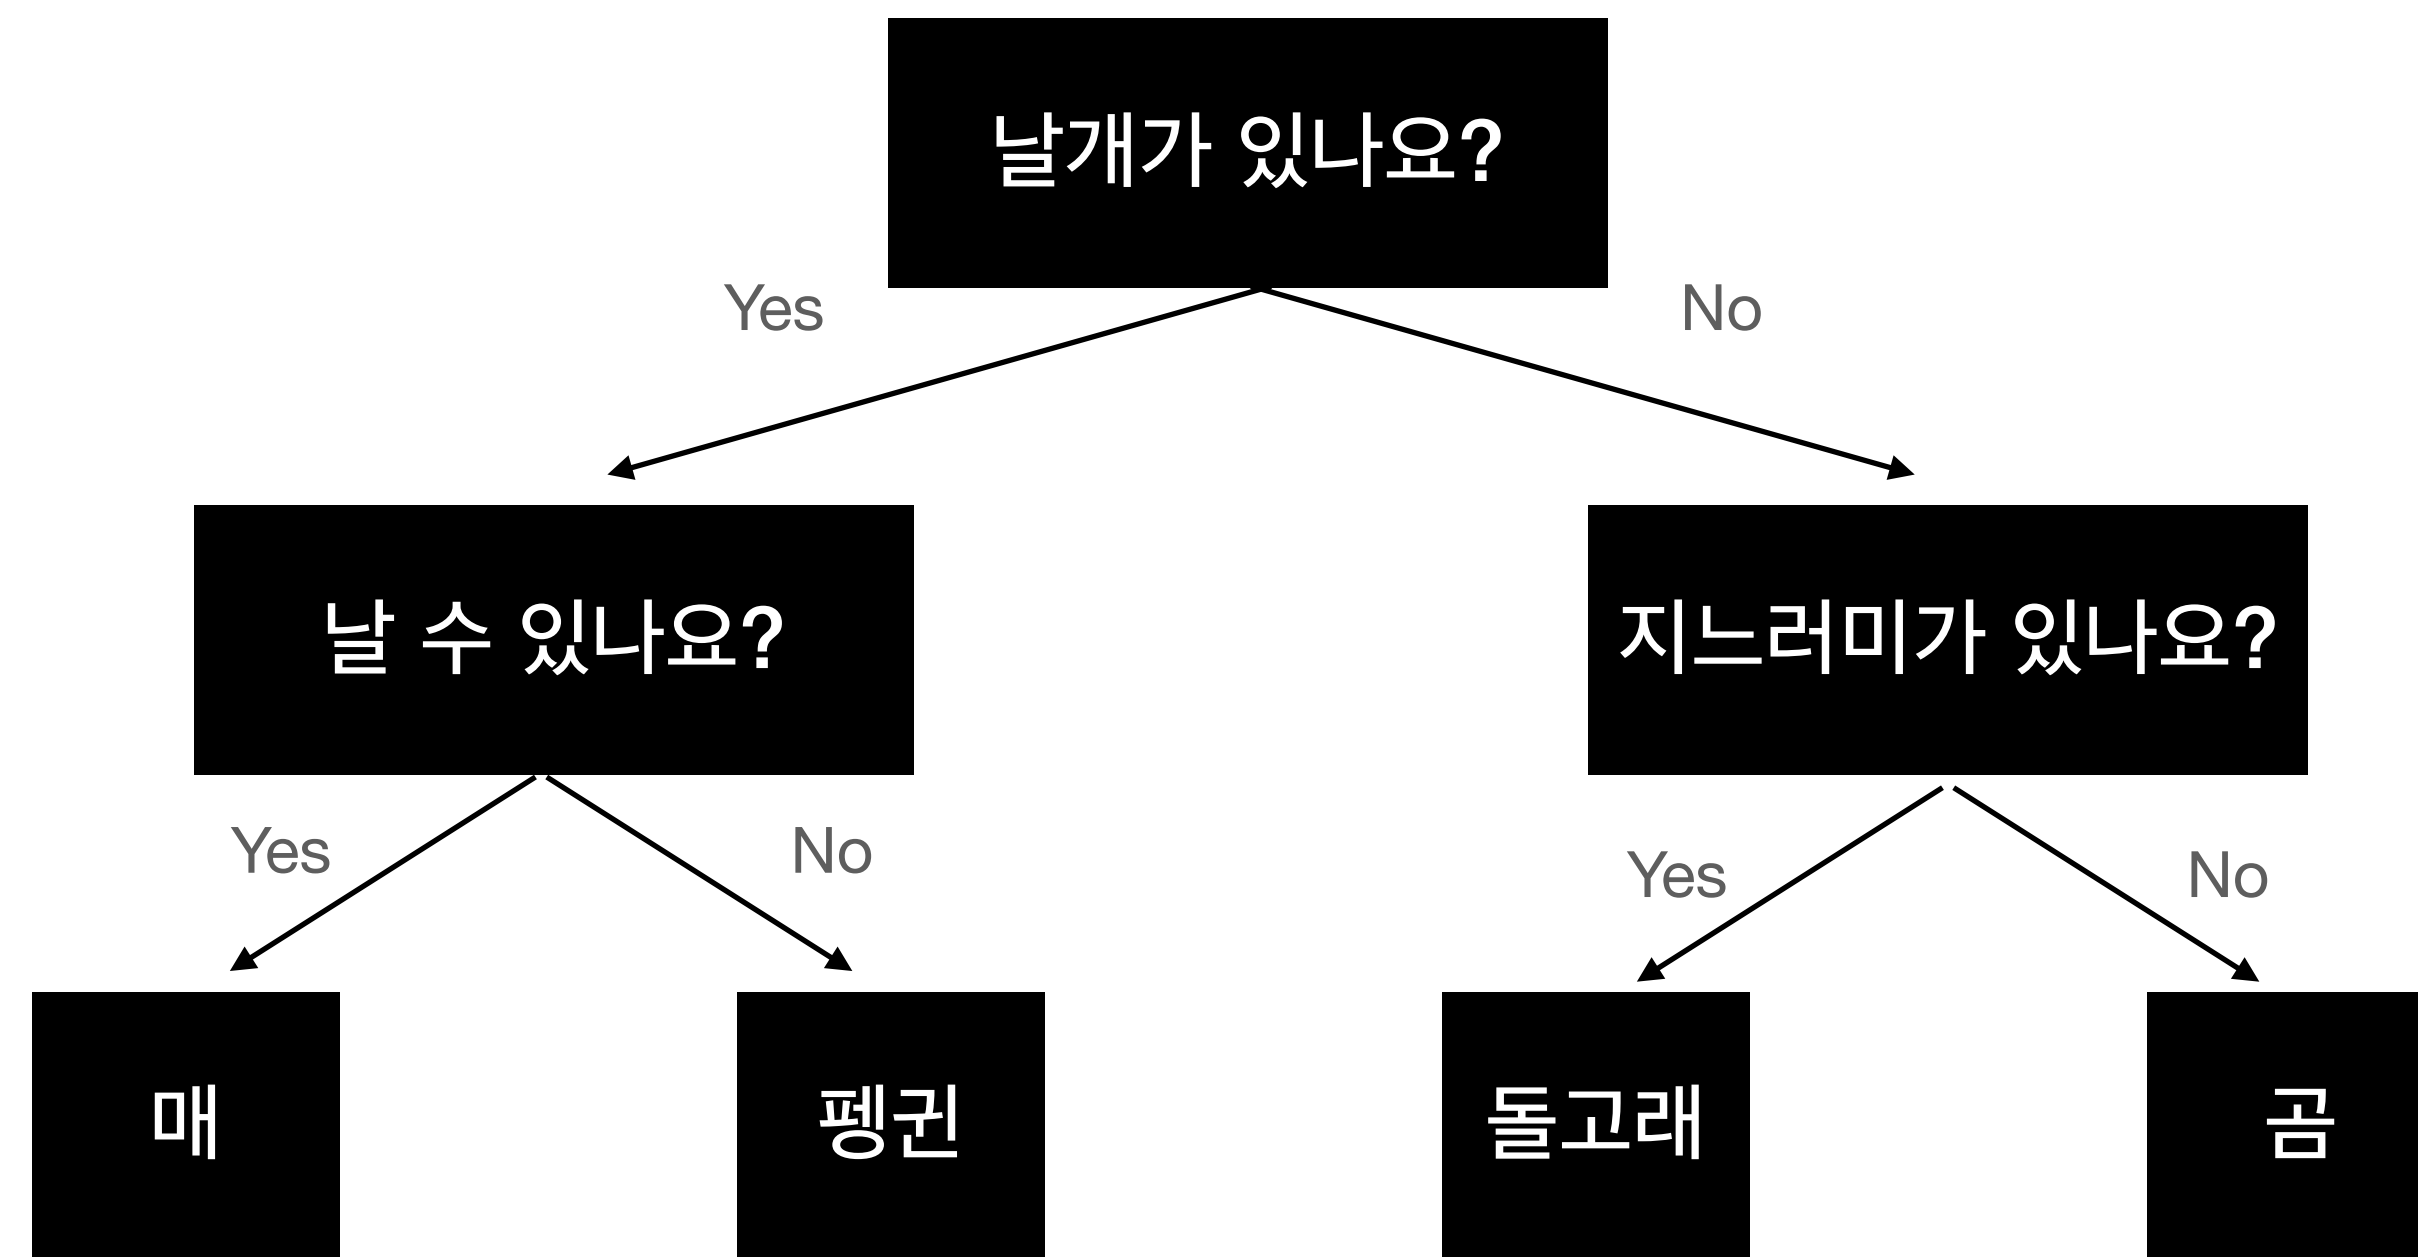 날개가 있나요?
Yes
No
날 수 있나요?
지느러미가 있나요?
Yes
No
Yes
No
매
펭귄
돌고래
곰